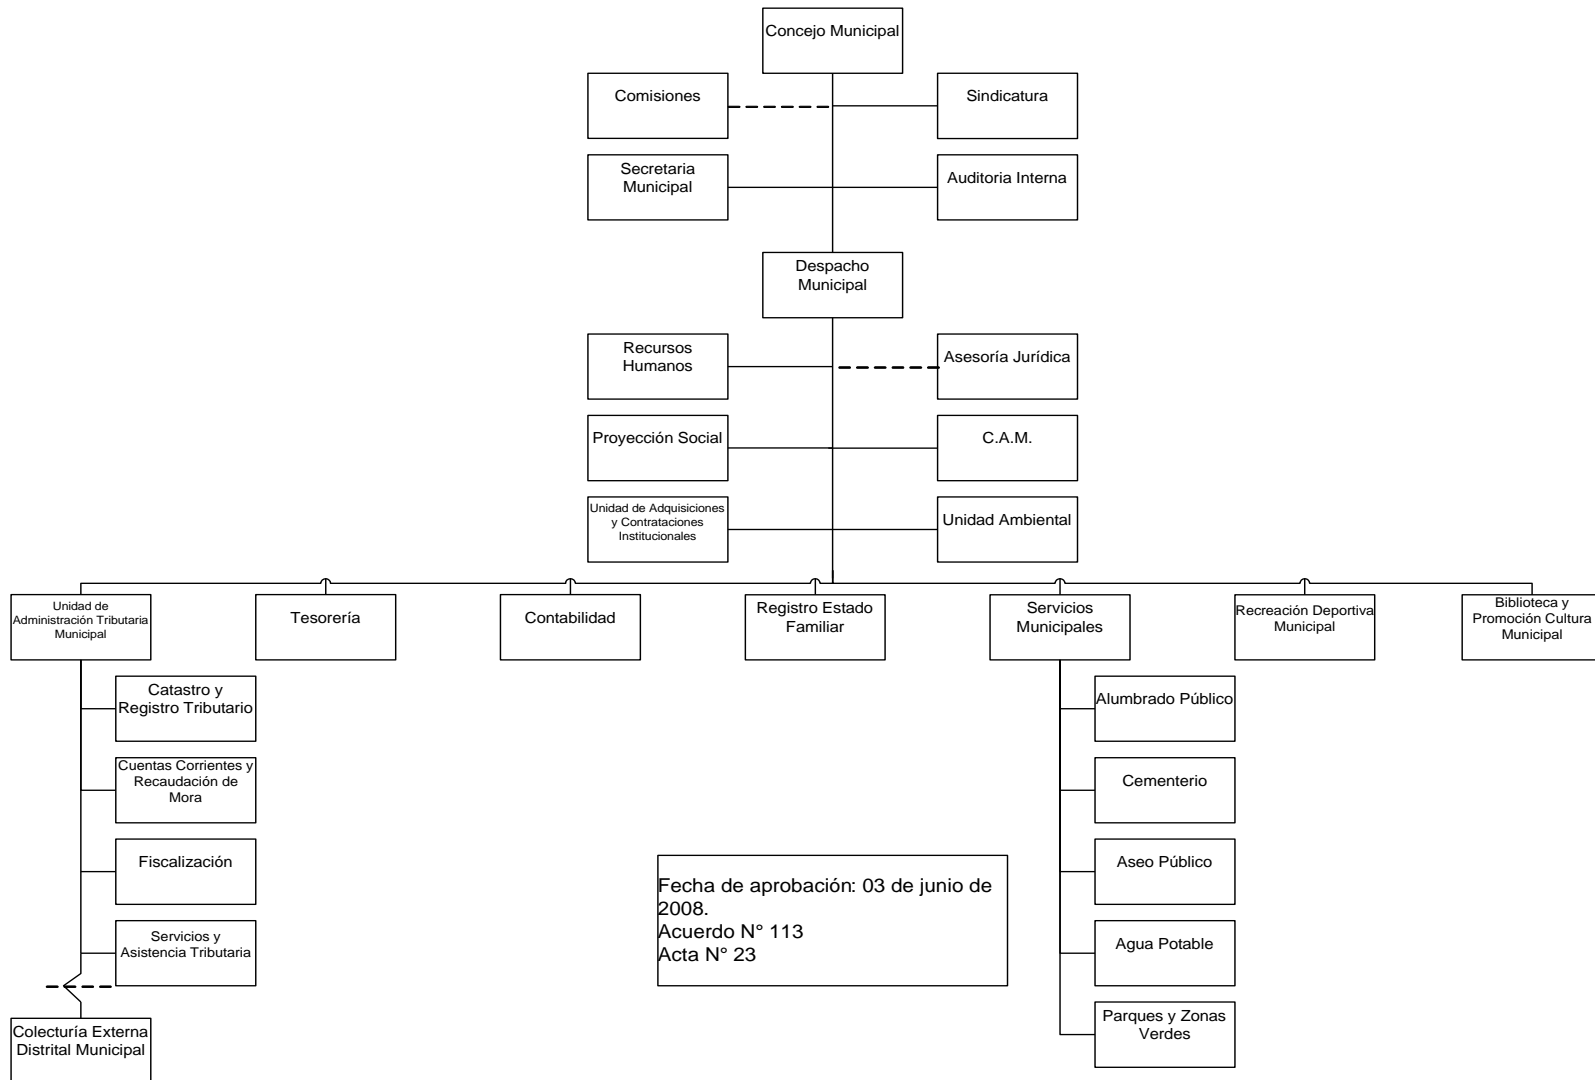 Concejo Municipal
Comisiones
Sindicatura
Secretaria
Municipal
Auditoria Interna
Despacho
Municipal
Recursos
Humanos
Asesoría Jurídica
Proyección Social
C.A.M.
Unidad de Adquisiciones
y Contrataciones
Institucionales
Unidad Ambiental
Unidad de
Administración Tributaria
Municipal
Tesorería
Contabilidad
Registro Estado
Familiar
Servicios
Municipales
Recreación Deportiva
Municipal
Biblioteca y
Promoción Cultura
Municipal
Catastro y
Registro Tributario
Cuentas Corrientes y
Recaudación de
Mora
Fiscalización
Servicios y
Asistencia Tributaria
Colecturía Externa
Distrital Municipal
Alumbrado Público
Cementerio
Aseo Público
Agua Potable
Parques y Zonas
Verdes
Fecha de aprobación: 03 de junio de
2008.
Acuerdo N° 113
Acta N° 23